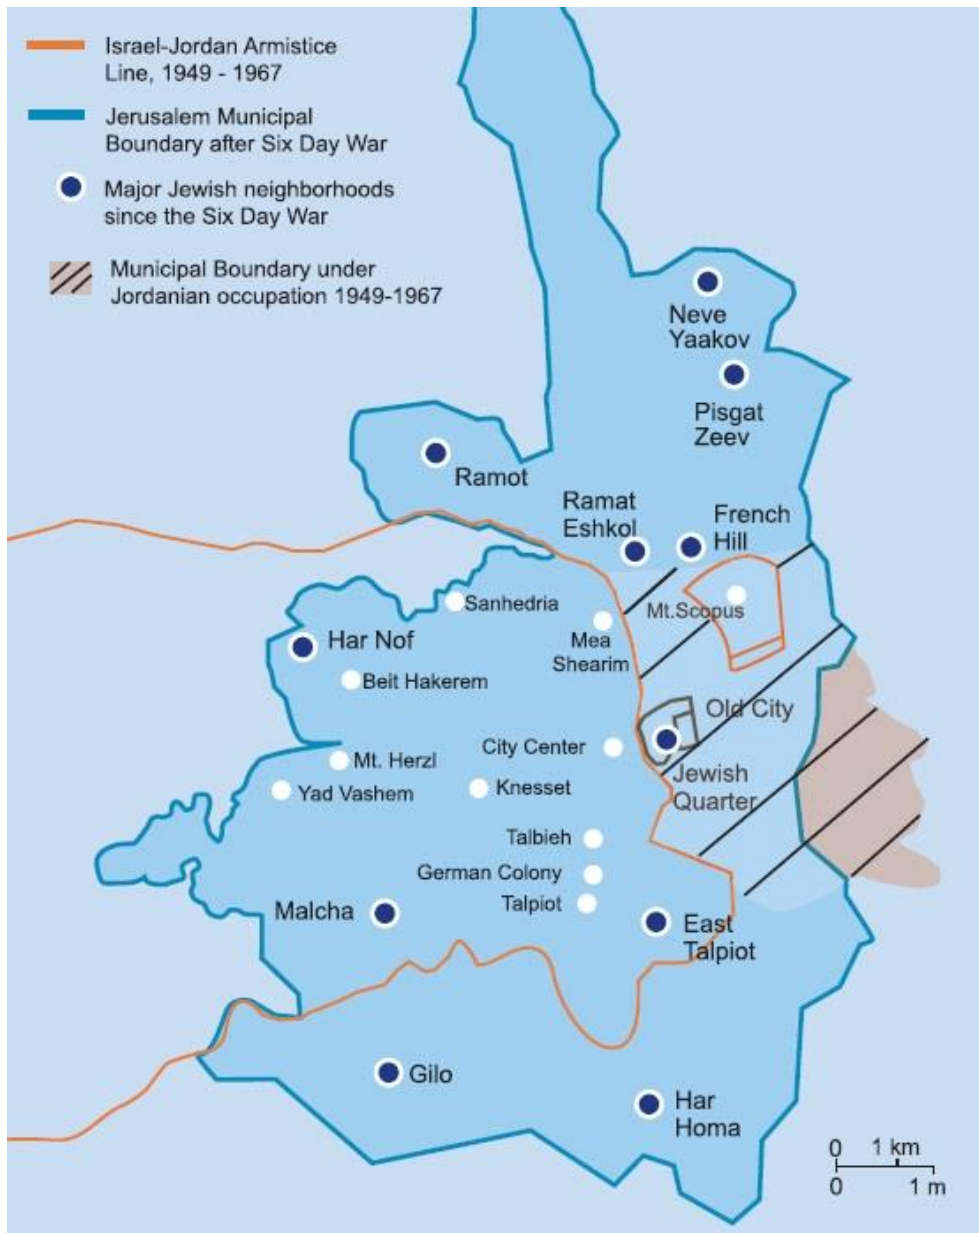 Israel-Jordan Armistice
Line, 1949 - 1967
Jerusalem Municipal
Boundary after Six Day War
Major Jewish neighborhoods
since the Six Day War
Municipal Boundary under
Jordanian occupation 1949-1967
Neve
Yaakov
Pisgat
Zeev
Ramot
Ramat
Eshkol
French
Hill
Mt.Scopus
Sanhedria
Mea
Shearim
Har Nof
Beit Hakerem
Old City
City Center
Mt. Herzl
Jewish
Quarter
Yad Vashem
Knesset
Talbieh
German Colony
Talpiot
Malcha
East
Talpiot
Gilo
Har
Homa
0 1 km
0 1 m